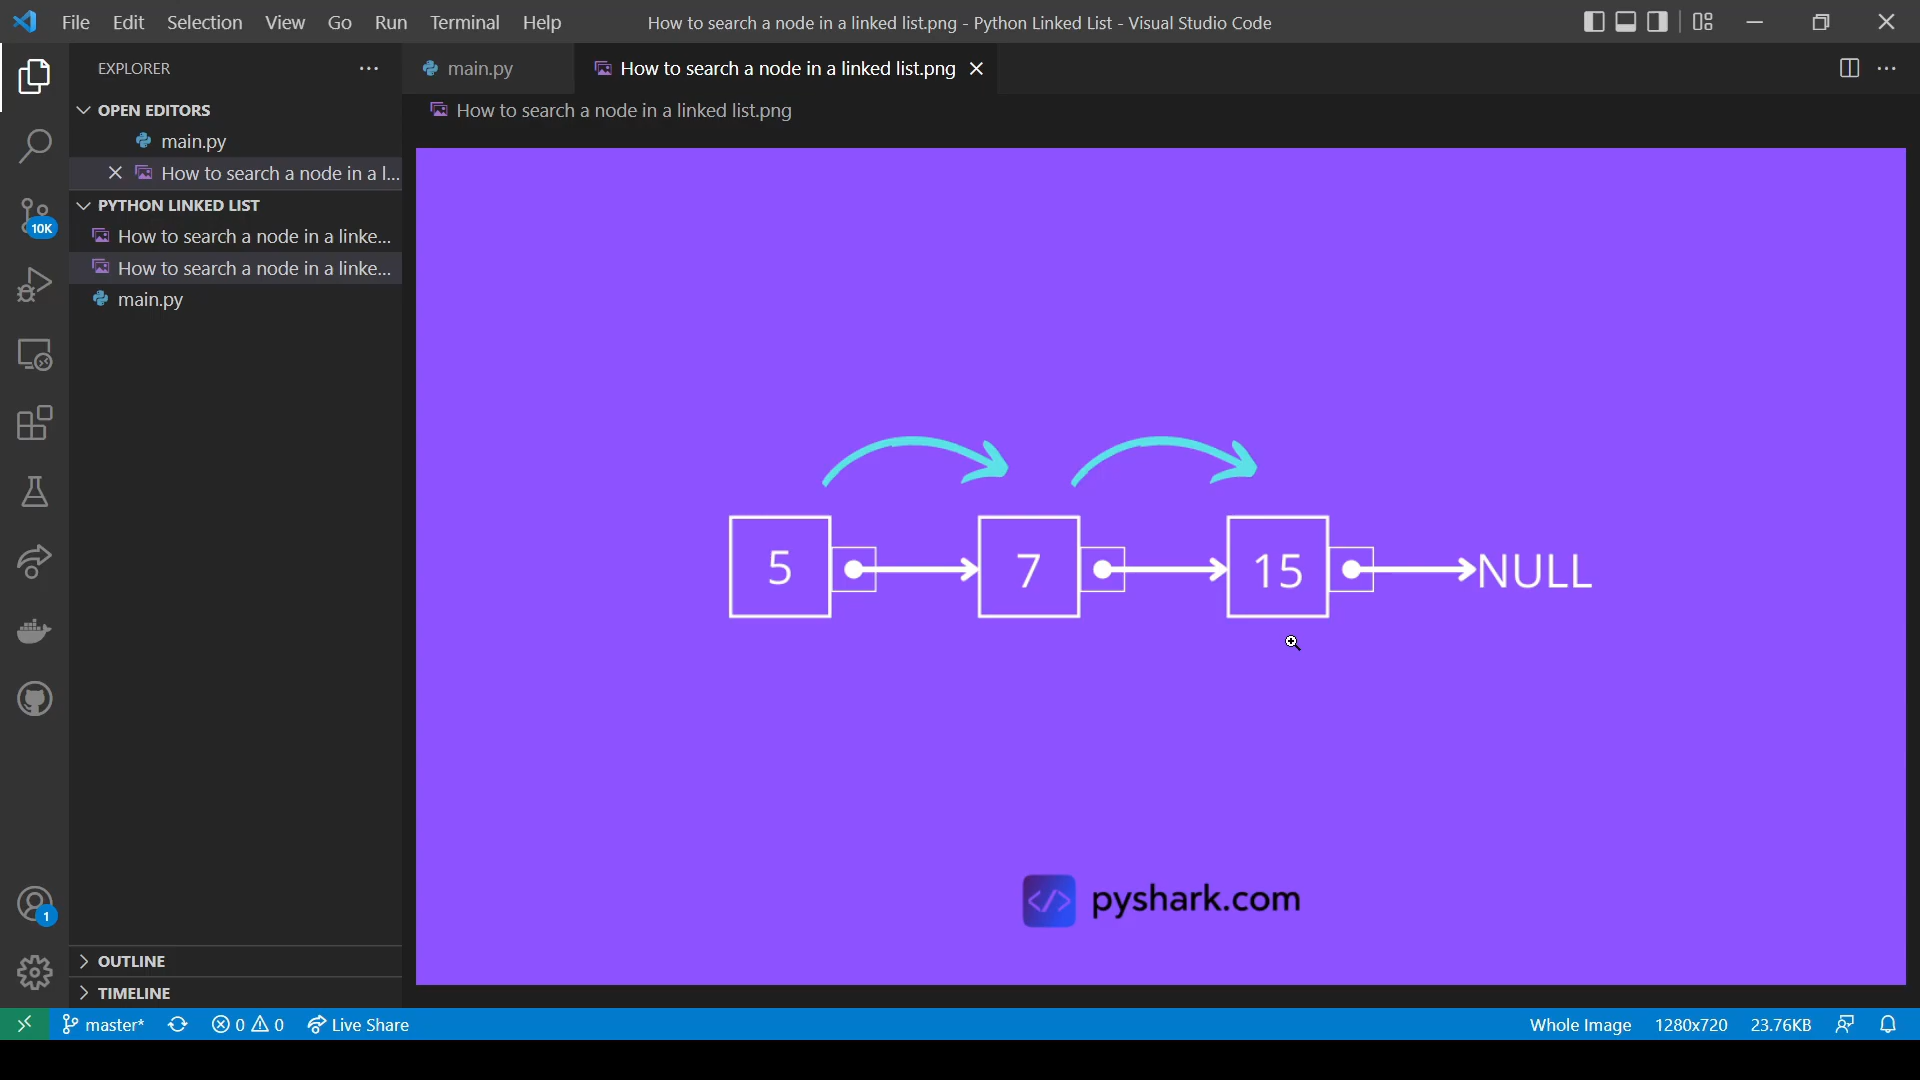 File Edit Selection View Go Run Terminal Help How to search a node in a linked list.png - Python Linked List - Visual Studio Code
EXPLORER
main.py How to search a node in a linked list.png
OPEN EDITORS
How to search a node in a linked list.png
main.py
How to search a node in a l...
PYTHON LINKED LIST
How to search a node in a linke...
How to search a node in a linke...
main.py
10K
5 7 15 NULL
pyshark.com
1
OUTLINE
TIMELINE
master* 0 0 Live Share Whole Image 1280x720 23.76KB